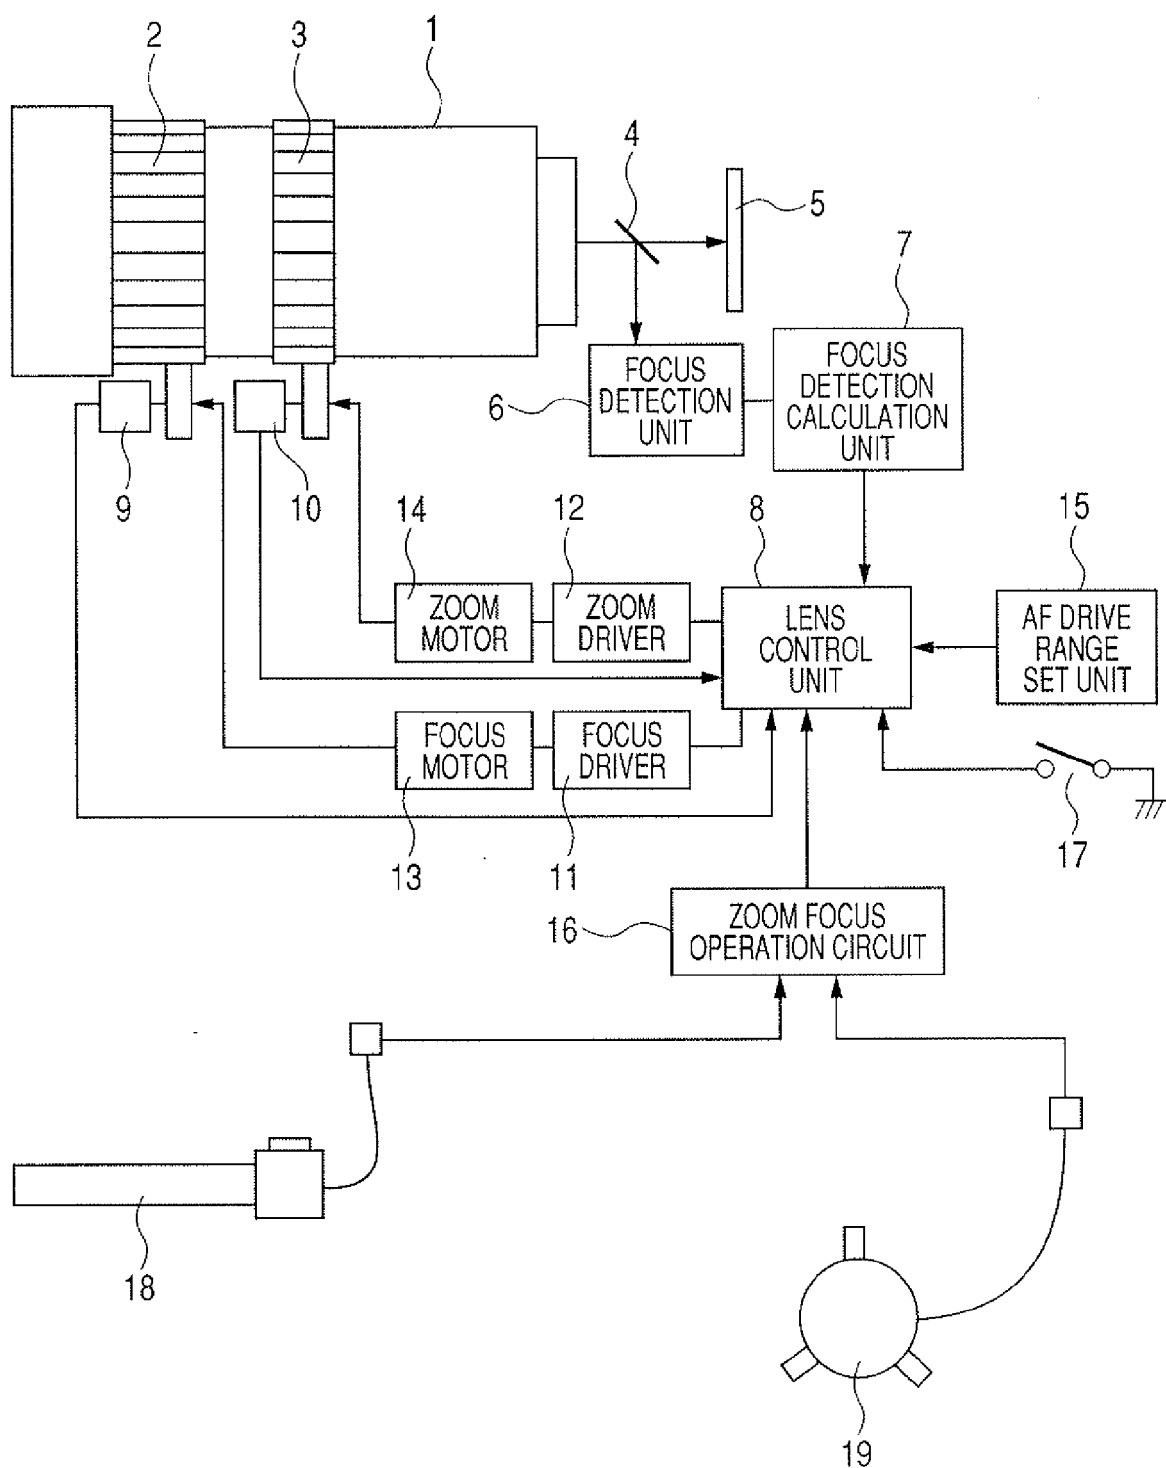 2
3
1
4
5
7
FOCUS
DETECTION
UNIT
6
FOCUS
DETECTION
CALCULATION
UNIT
9
10
14
12
8
15
ZOOM
MOTOR
ZOOM
DRIVER
LENS
CONTROL
UNIT
AF DRIVE
RANGE
SET UNIT
FOCUS
MOTOR
FOCUS
DRIVER
13
11
17
16
ZOOM FOCUS
OPERATION CIRCUIT
18
19